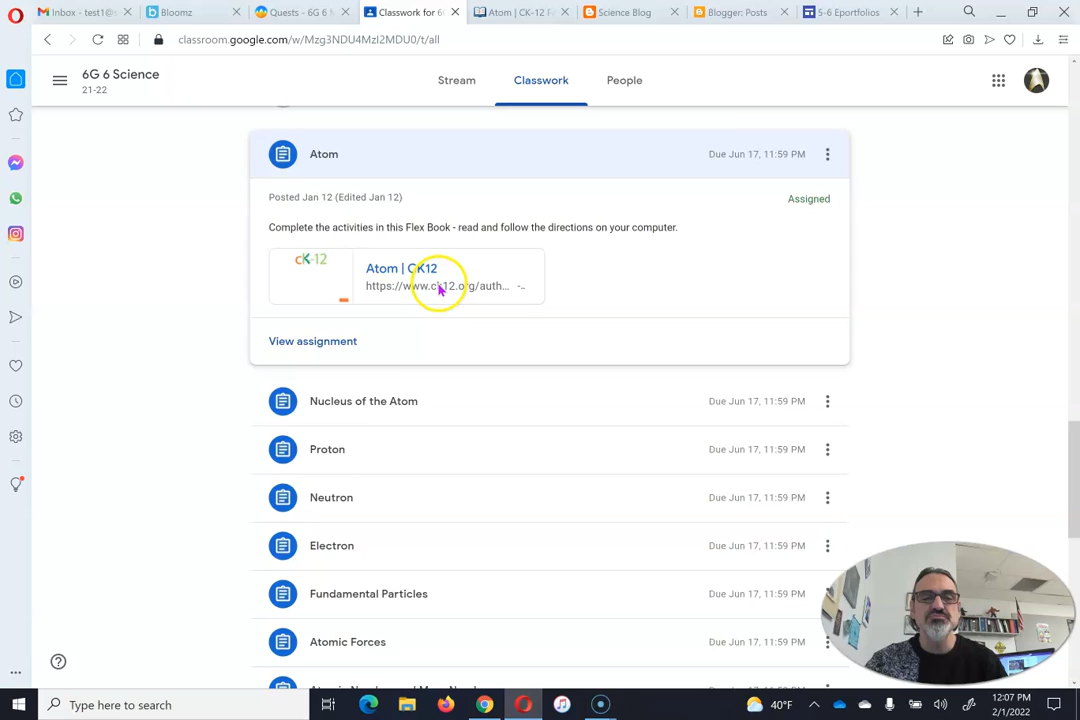 Inbox - test1@t
Bloomz
Quests - 6G 6 M
Classwork for 6G
Atom | CK-12 Fo
Science Blog
Blogger: Posts
5-6 Eportfolios
classroom.google.com/w/Mzg3NDU4MzI2MDU0/t/all
6G 6 Science
21-22
Stream
Classwork
People
Atom
Due Jun 17, 11:59 PM
Posted Jan 12 (Edited Jan 12)
Assigned
Complete the activities in this Flex Book - read and follow the directions on your computer.
cK-12
Atom | CK12
https://www.ck12.org/auth... -..
View assignment
Nucleus of the Atom
Due Jun 17, 11:59 PM
Proton
Due Jun 17, 11:59 PM
Neutron
Due Jun 17, 11:59 PM
Electron
Due Jun 17, 11:59 PM
Fundamental Particles
Due Jun 17, 11:59 PM
Atomic Forces
Due Jun 17, 11:59 PM
Type here to search
40°F
12:07 PM
2/1/2022